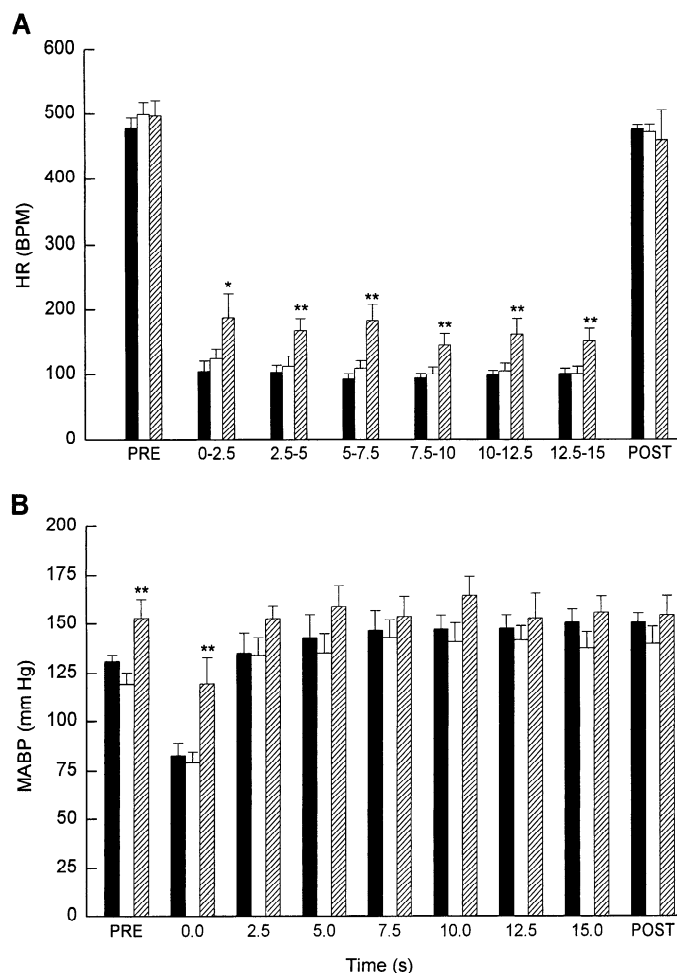 A
600
500
400
300
200
100
0
HR (BPM)
* ** ** ** ** **
PRE 0-2.5 2.5-5 5-7.5 7.5-10 10-12.5 12.5-15 POST
B
200
175
150
125
100
75
50
25
0
MABP (mm Hg)
** **
PRE 0.0 2.5 5.0 7.5 10.0 12.5 15.0 POST
Time (s)